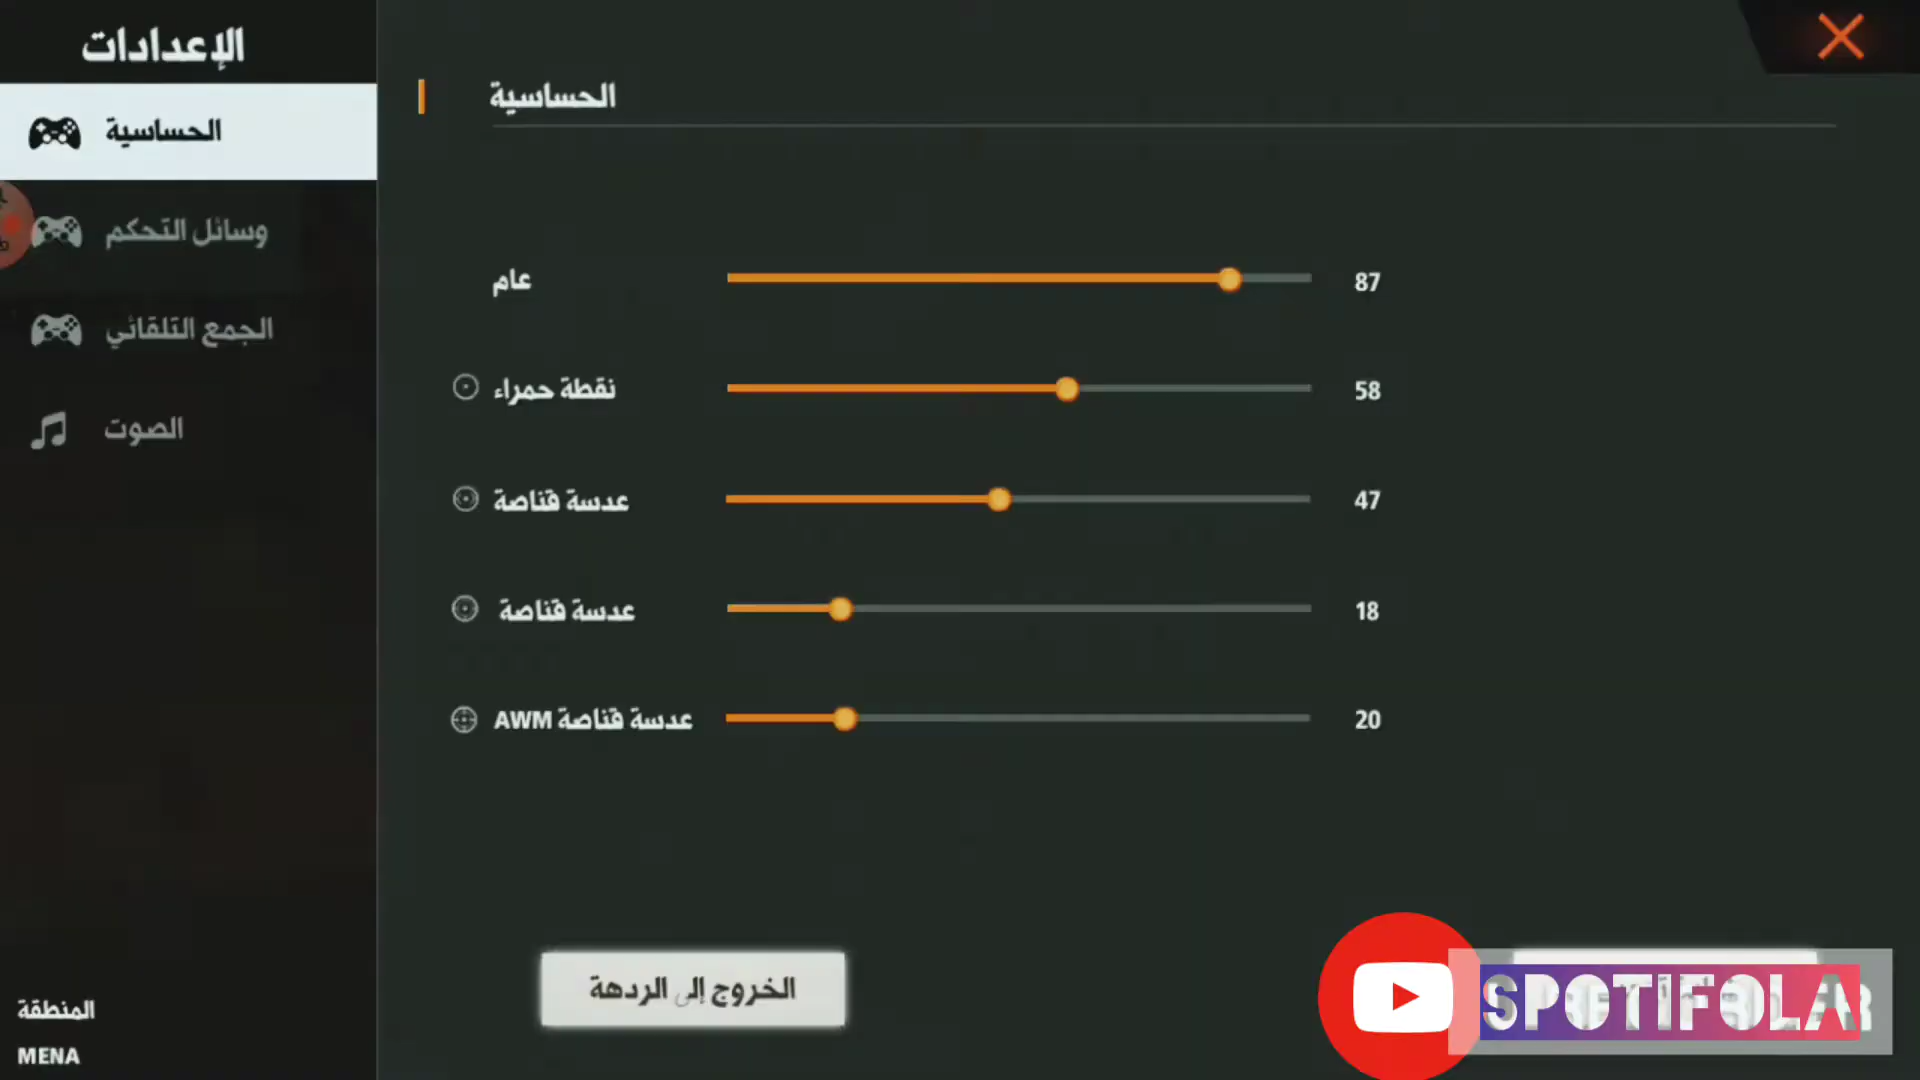 الإعدادات
الحساسية
وسائل التحكم
الجمع التلقائي
الصوت
المنطقة
MENA
الحساسية
عام 87
نقطة حمراء 58
عدسة قناصة 47
عدسة قناصة 18
عدسة قناصة AWM 20
الخروج إلى الردهة